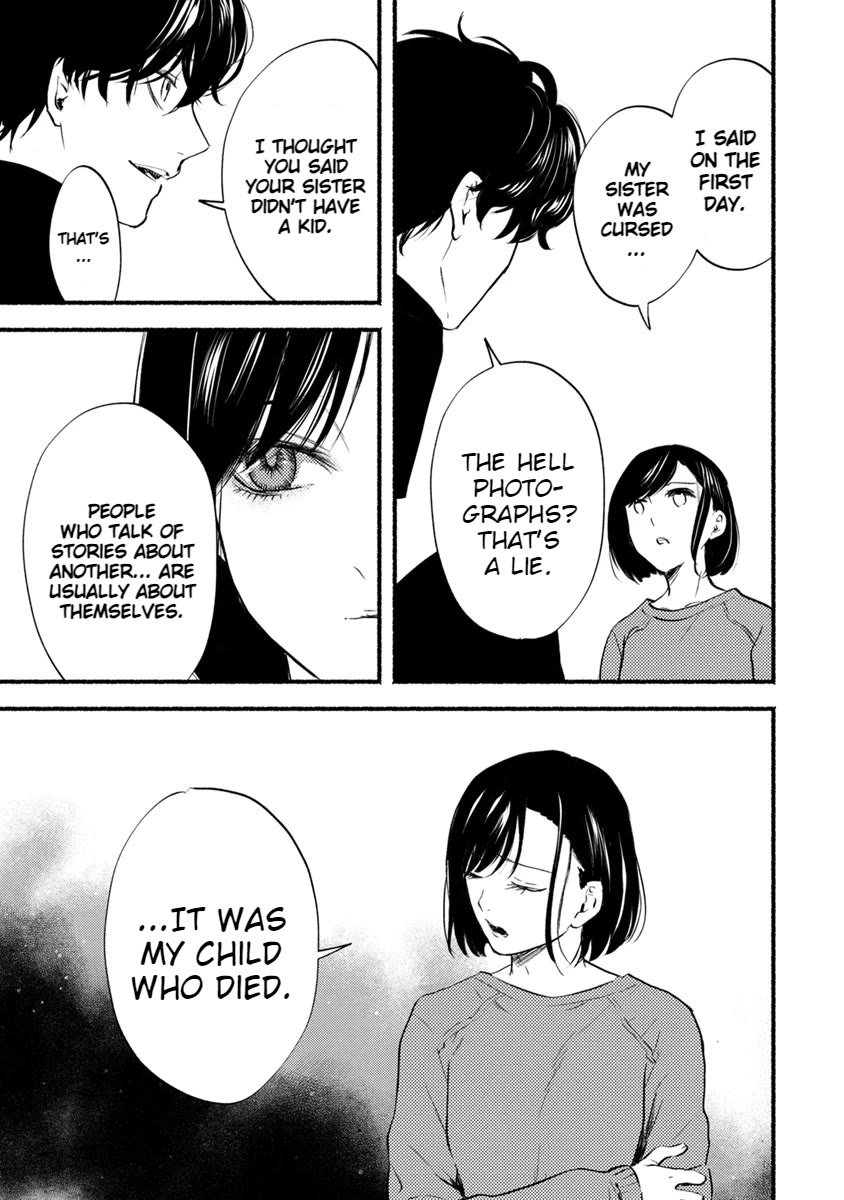 I SAID
ON THE
FIRST
DAY.
MY
SISTER
WAS
CURSED
...
THE HELL
PHOTO-
GRAPHS?
THAT'S
A LIE.
I THOUGHT
YOU SAID
YOUR SISTER
DIDN'T HAVE
A KID.
THAT'S
...
PEOPLE
WHO TALK OF
STORIES ABOUT
ANOTHER... ARE
USUALLY ABOUT
THEMSELVES.
...IT WAS
MY CHILD
WHO DIED.